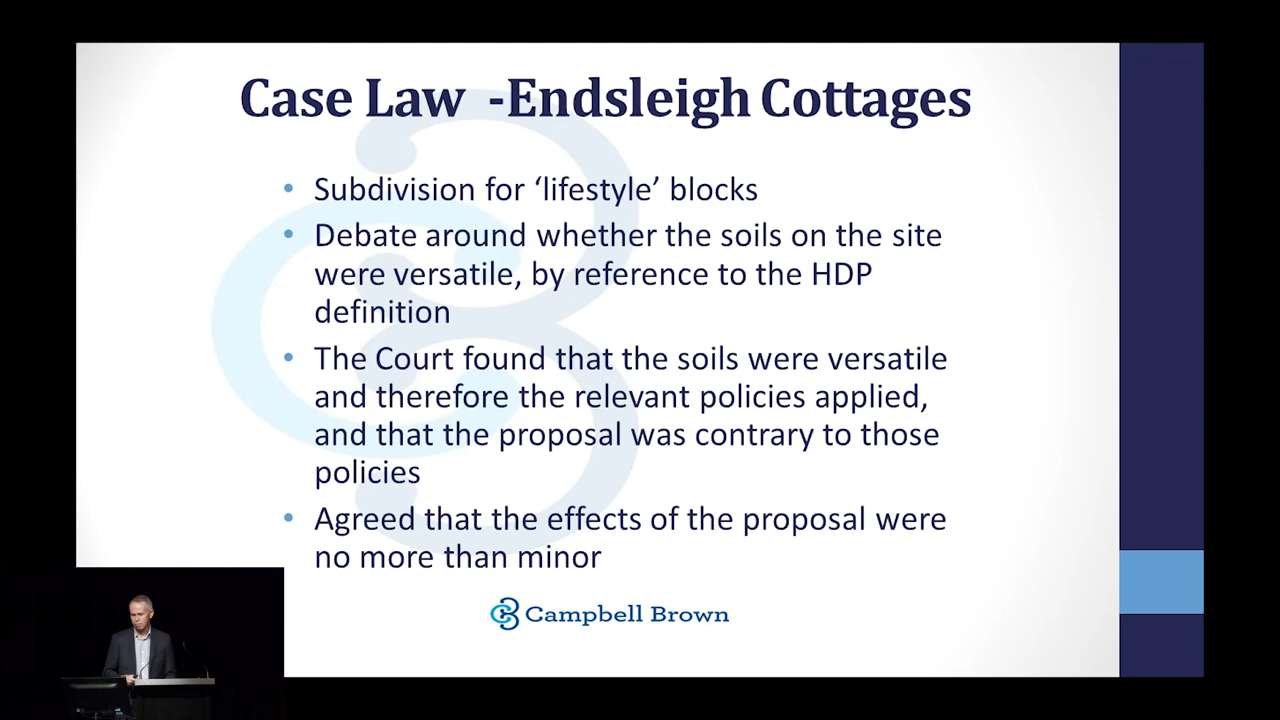 Case Law -Endsleigh Cottages
• Subdivision for ‘lifestyle’ blocks
• Debate around whether the soils on the site
were versatile, by reference to the HDP
definition
• The Court found that the soils were versatile
and therefore the relevant policies applied,
and that the proposal was contrary to those
policies
• Agreed that the effects of the proposal were
no more than minor
Campbell Brown